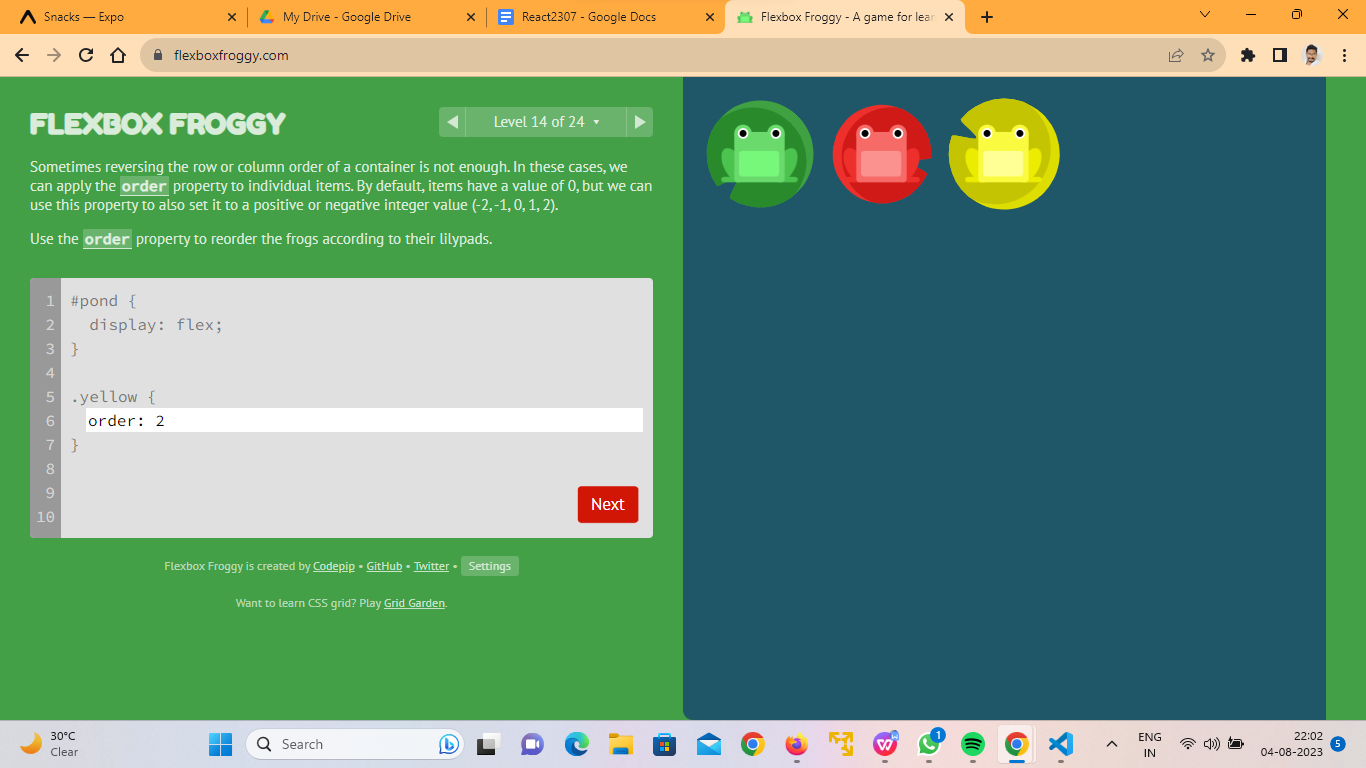 Snacks — Expo
My Drive - Google Drive
React2307 - Google Docs
Flexbox Froggy - A game for lear
flexboxfroggy.com
FLEXBOX FROGGY
Level 14 of 24
Sometimes reversing the row or column order of a container is not enough. In these cases, we
can apply the order property to individual items. By default, items have a value of 0, but we can
use this property to also set it to a positive or negative integer value (-2, -1, 0, 1, 2).
Use the order property to reorder the frogs according to their lilypads.
1 #pond {
2 display: flex;
3 }
4
5 .yellow {
6 order: 2
7 }
8
9
10
Next
Flexbox Froggy is created by Codepip • GitHub • Twitter • Settings
Want to learn CSS grid? Play Grid Garden.
30°C
Clear
Search
1
ENG
IN
22:02
04-08-2023
5